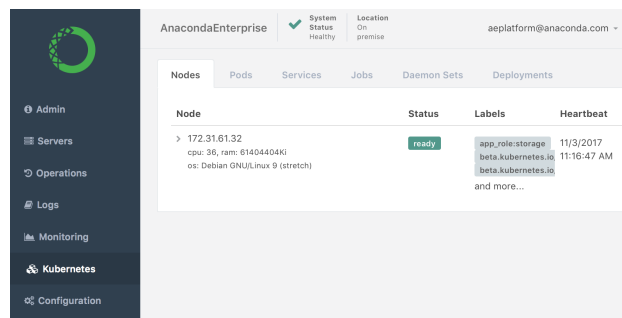 AnacondaEnterprise
System Status Healthy
Location On premise
aeplatform@anaconda.com
Nodes Pods Services Jobs Daemon Sets Deployments
Admin
Servers
Operations
Logs
Monitoring
Kubernetes
Configuration
Node Status Labels Heartbeat
172.31.61.32 ready app_role:storage 11/3/2017
cpu: 36, ram: 61404404Ki beta.kubernetes.io 11:16:47 AM
os: Debian GNU/Linux 9 (stretch) beta.kubernetes.io
and more...